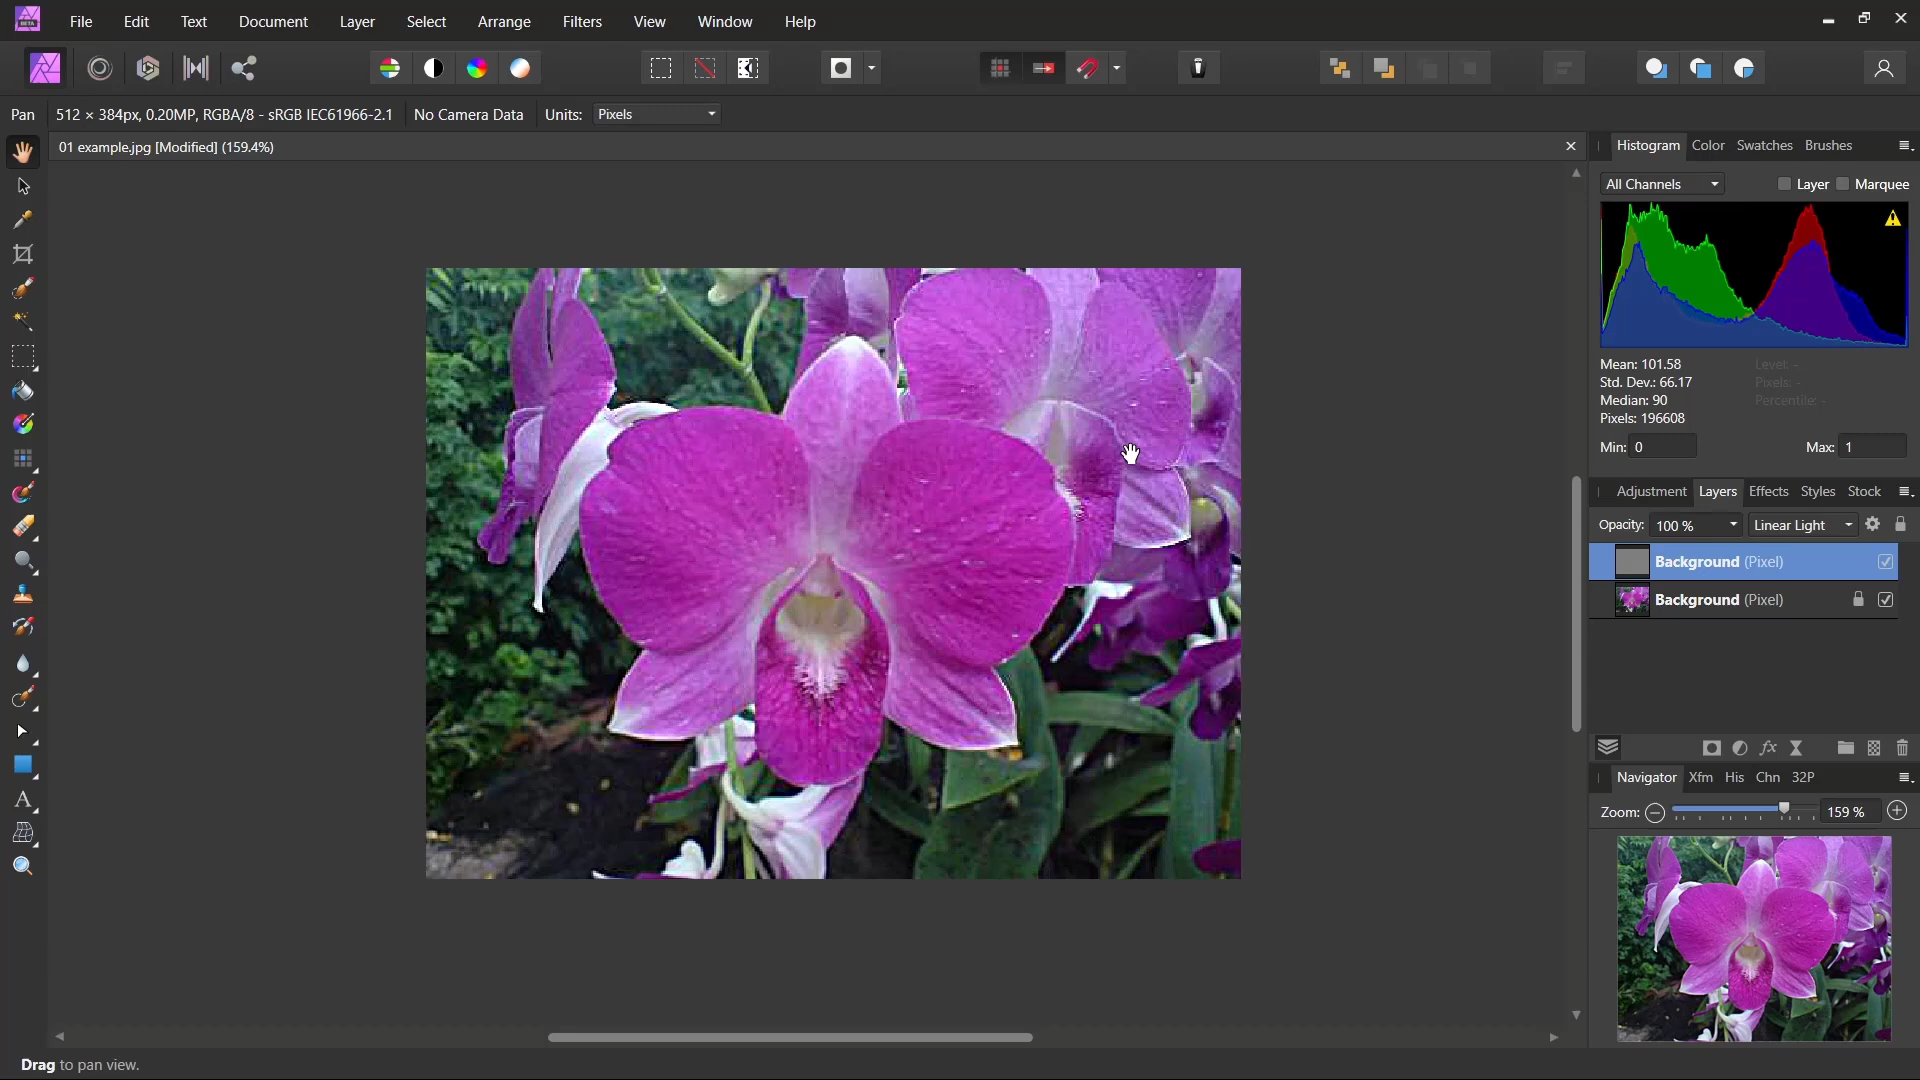 File Edit Text Document Layer Select Arrange Filters View Window Help
Pan 512 × 384px, 0.20MP, RGBA/8 - sRGB IEC61966-2.1 No Camera Data Units: Pixels
01 example.jpg [Modified] (159.4%)
Histogram Color Swatches Brushes
All Channels Layer Marquee
Mean: 101.58 Level: -
Std. Dev.: 66.17 Pixels: -
Median: 90 Percentile: -
Pixels: 196608
Min: 0 Max: 1
Adjustment Layers Effects Styles Stock
Opacity: 100 % Linear Light
Background (Pixel)
Background (Pixel)
fx
Navigator Xfm His Chn 32P
Zoom: 159 %
Drag to pan view.